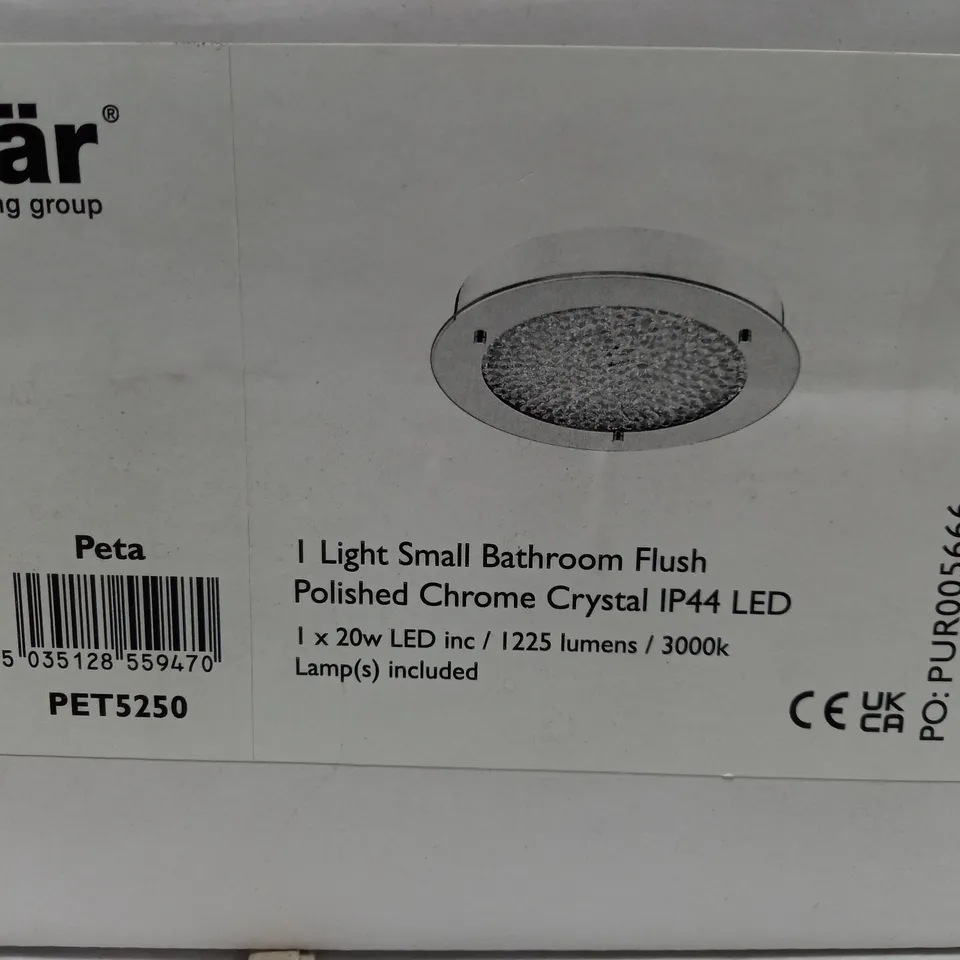 är®
ng group
Peta
5 035128 559470
PET5250
1 Light Small Bathroom Flush
Polished Chrome Crystal IP44 LED
1 x 20w LED inc / 1225 lumens / 3000k
Lamp(s) included
CE UK
CA
PO: PUR005666